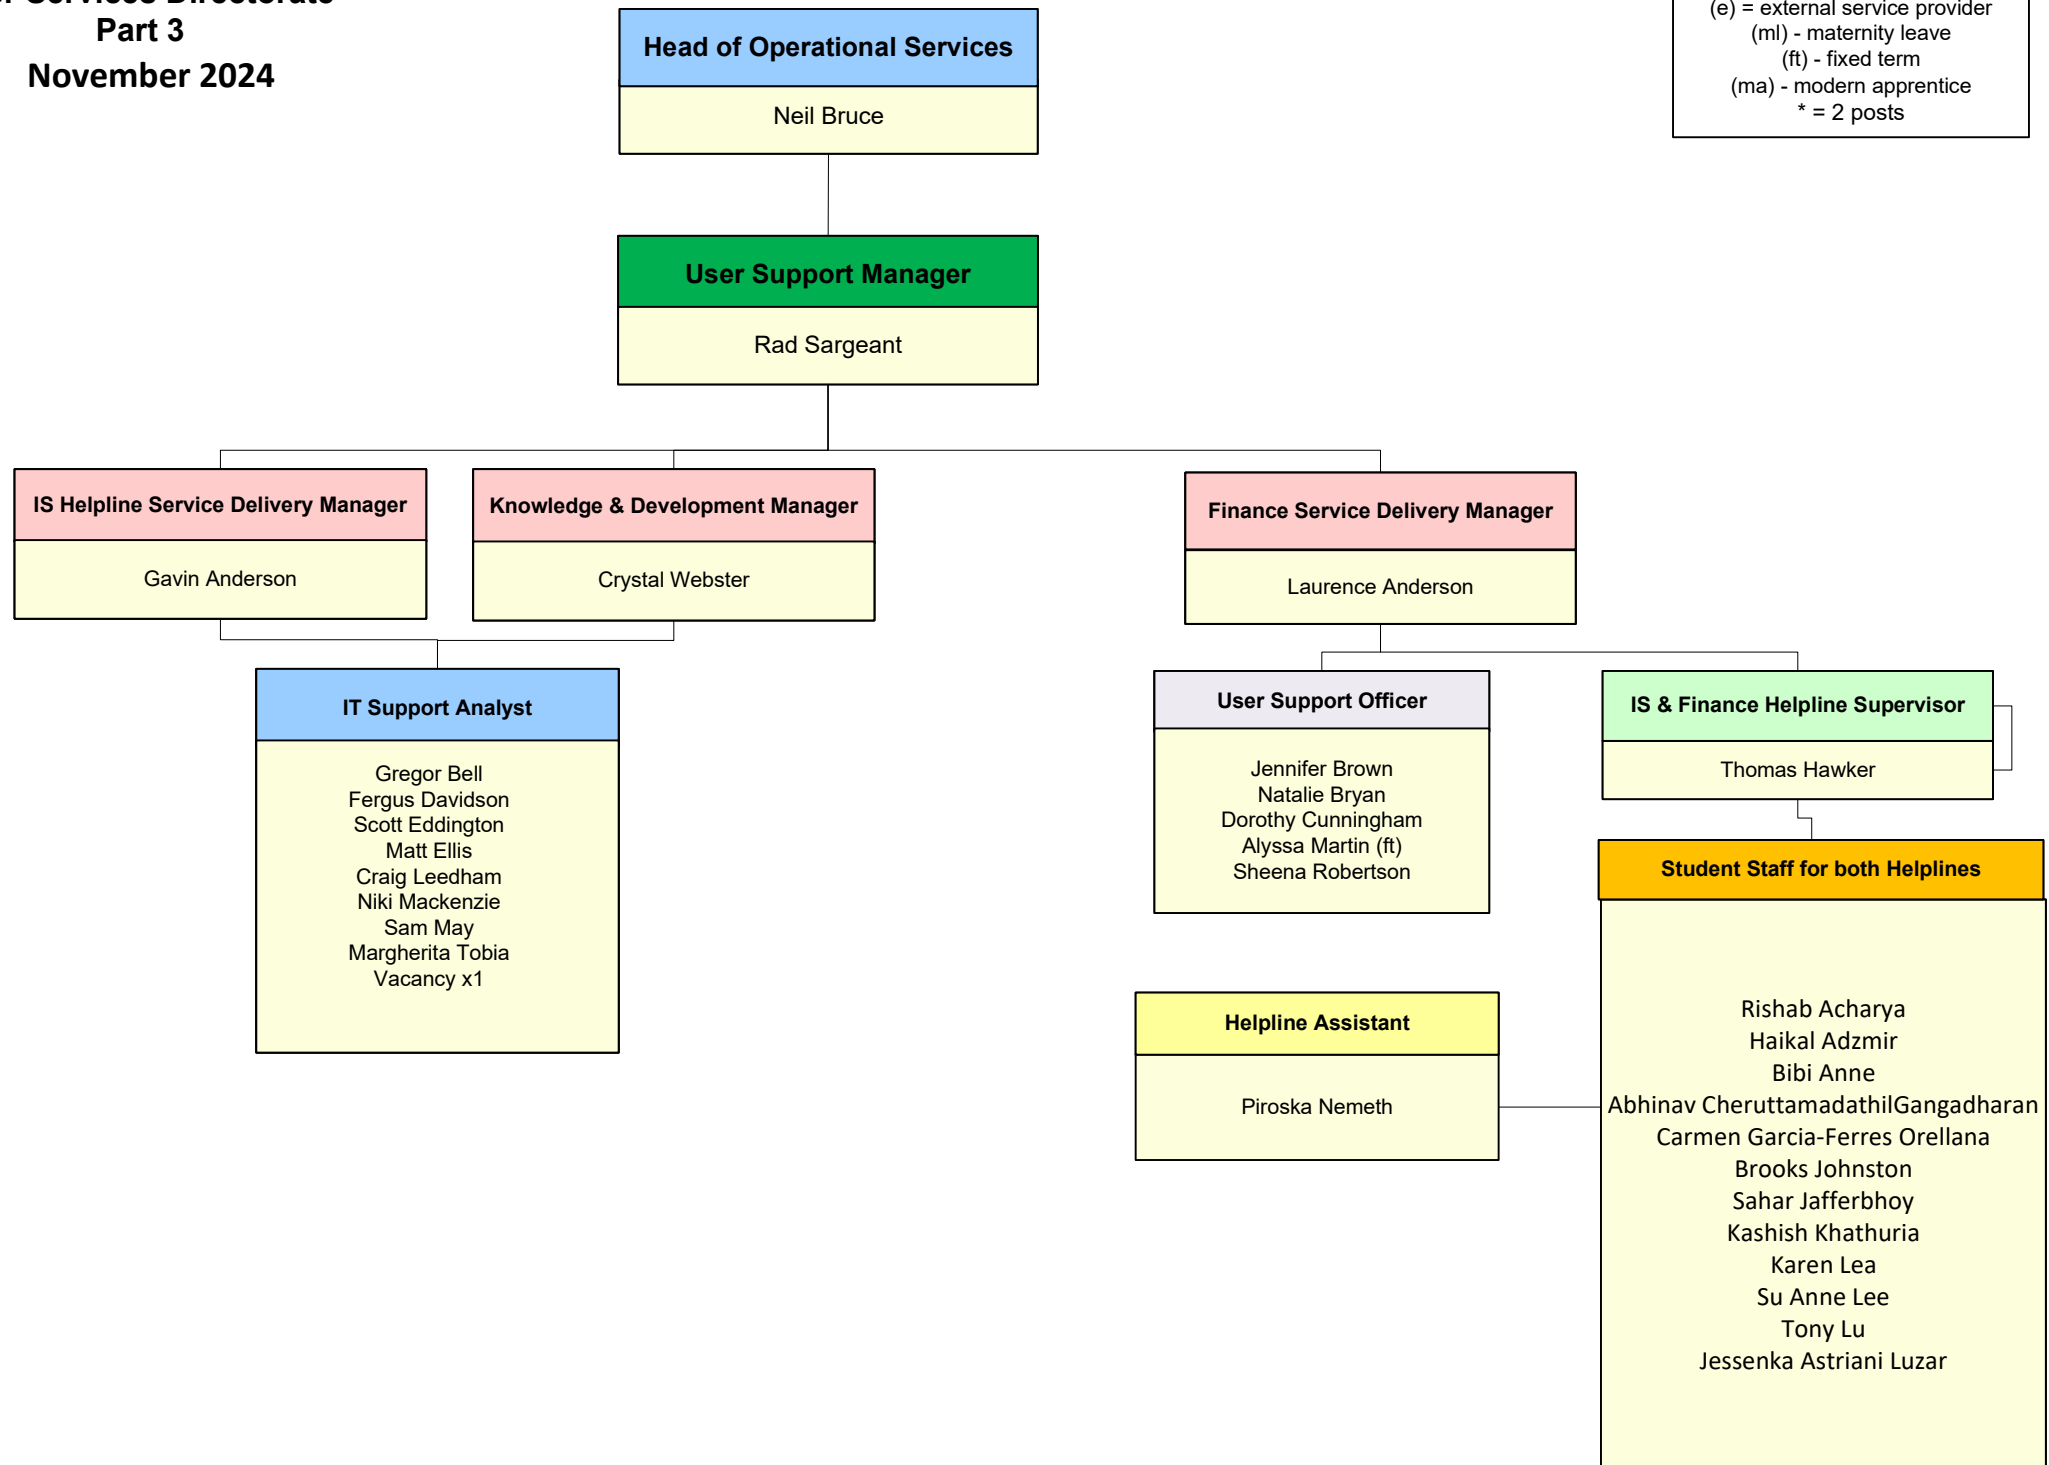 Services Directorate
Part 3
November 2024
(e) = external service provider
(ml) - maternity leave
(ft) - fixed term
(ma) - modern apprentice
* = 2 posts
Head of Operational Services
Neil Bruce
User Support Manager
Rad Sargeant
IS Helpline Service Delivery Manager
Gavin Anderson
Knowledge & Development Manager
Crystal Webster
Finance Service Delivery Manager
Laurence Anderson
IT Support Analyst
Gregor Bell
Fergus Davidson
Scott Eddington
Matt Ellis
Craig Leedham
Niki Mackenzie
Sam May
Margherita Tobia
Vacancy x1
User Support Officer
Jennifer Brown
Natalie Bryan
Dorothy Cunningham
Alyssa Martin (ft)
Sheena Robertson
IS & Finance Helpline Supervisor
Thomas Hawker
Helpline Assistant
Piroska Nemeth
Student Staff for both Helplines
Rishab Acharya
Haikal Adzmir
Bibi Anne
Abhinav CheruttamadathilGangadharan
Carmen Garcia-Ferres Orellana
Brooks Johnston
Sahar Jafferbhoy
Kashish Khathuria
Karen Lea
Su Anne Lee
Tony Lu
Jessenka Astriani Luzar